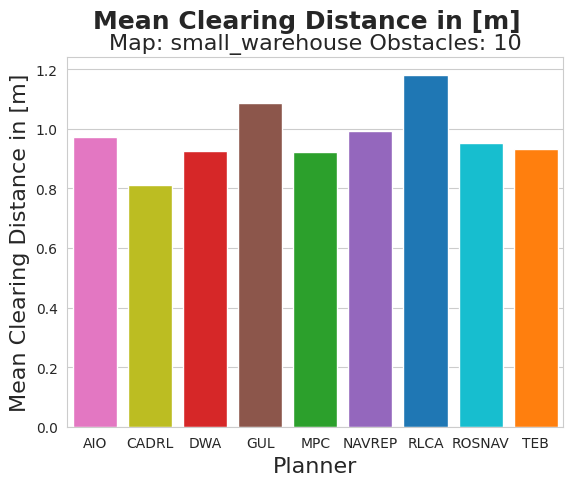 Mean Clearing Distance in [m]
Map: small_warehouse Obstacles: 10
Mean Clearing Distance in [m]
1.2
1.0
0.8
0.6
0.4
0.2
0.0
AIO CADRL DWA GUL MPC NAVREP RLCA ROSNAV TEB
Planner